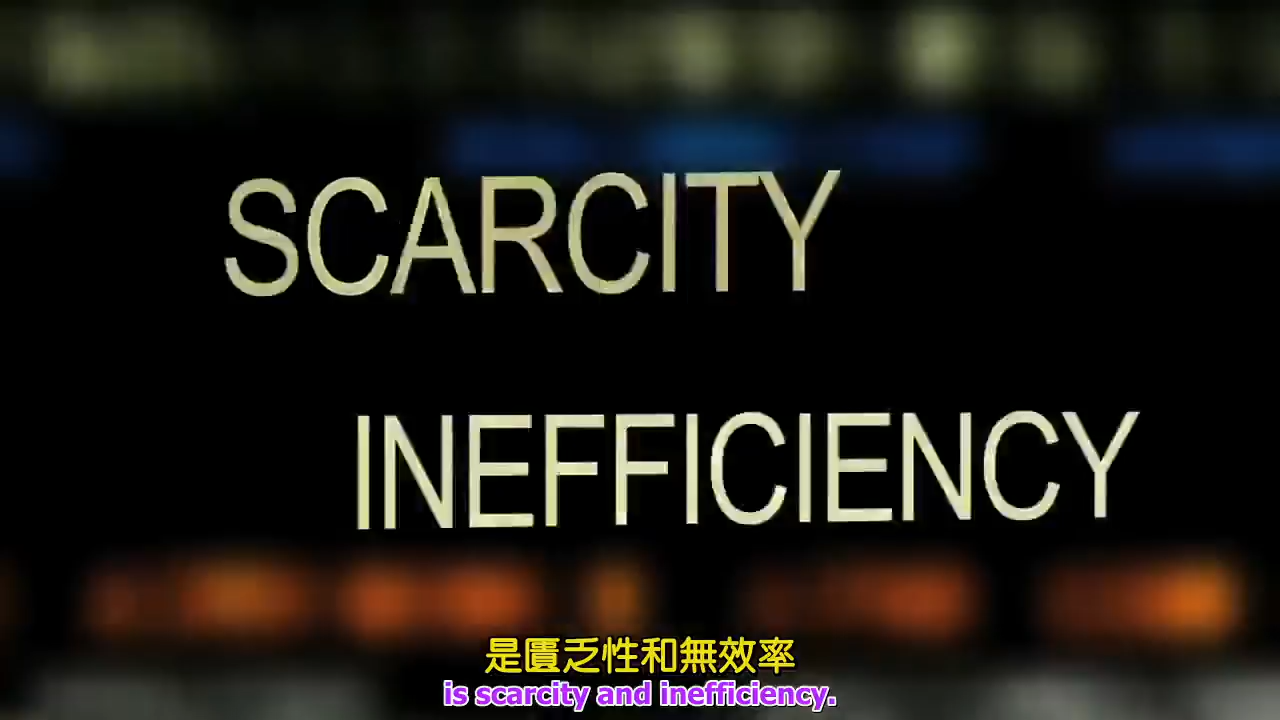 SCARCITY
INEFFICIENCY
是匱乏性和無效率
is scarcity and inefficiency.